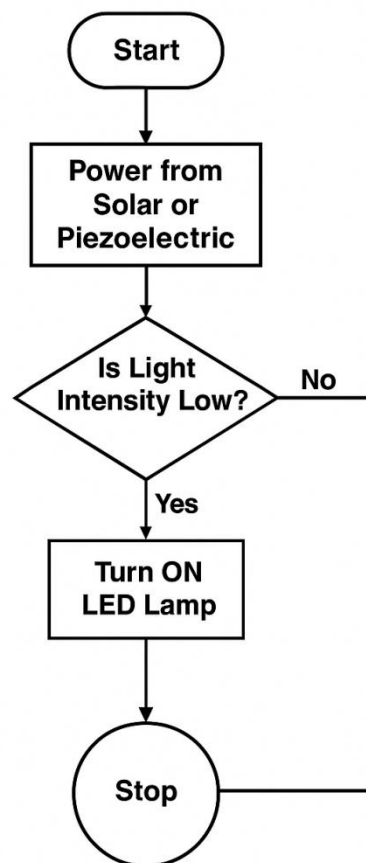 Start
Power from
Solar or
Piezoelectric
Is Light
Intensity Low?
No
Yes
Turn ON
LED Lamp
Stop